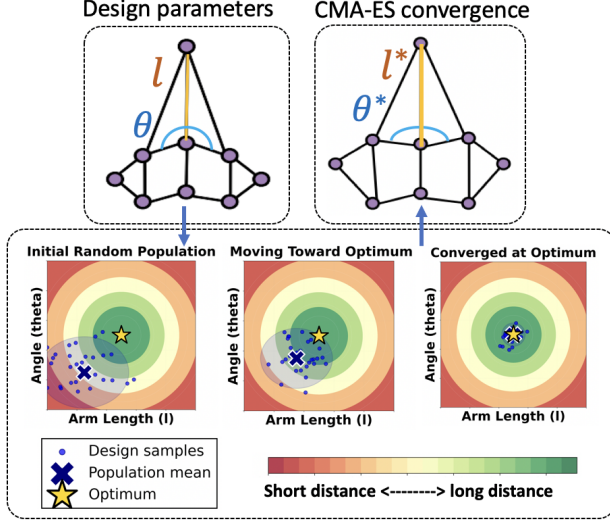 Design parameters
CMA-ES convergence
l
θ
l*
θ*
Initial Random Population
Moving Toward Optimum
Converged at Optimum
Angle (theta)
Arm Length (l)
Angle (theta)
Arm Length (l)
Angle (theta)
Arm Length (l)
Design samples
Population mean
Optimum
Short distance <--------> long distance